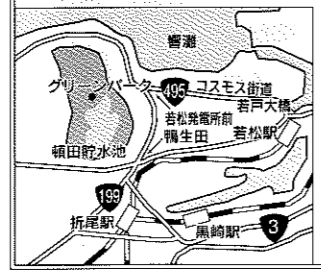 響灘
グリーンパーク
495
コスモス街道
若戸大橋
若松発電所前
鴨生田
若松駅
頓田貯水池
199
折尾駅
黒崎駅
3